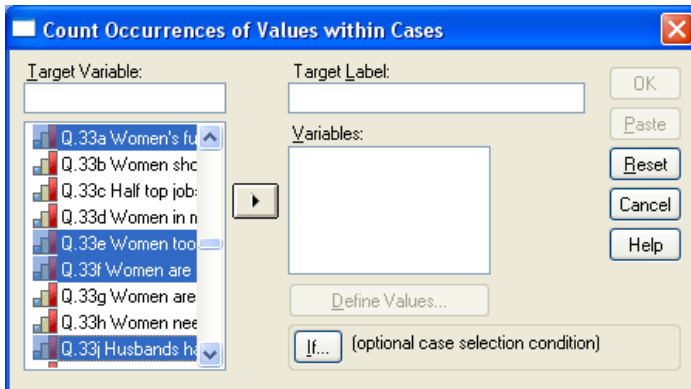 Count Occurrences of Values within Cases
Target Variable:
Target Label:
Q.33a Women's fu
Q.33b Women sho
Q.33c Half top job
Q.33d Women in
Q.33e Women too
Q.33f Women are
Q.33g Women are
Q.33h Women nee
Q.33j Husbands ha
Variables:
Define Values...
If... (optional case selection condition)
OK
Paste
Reset
Cancel
Help